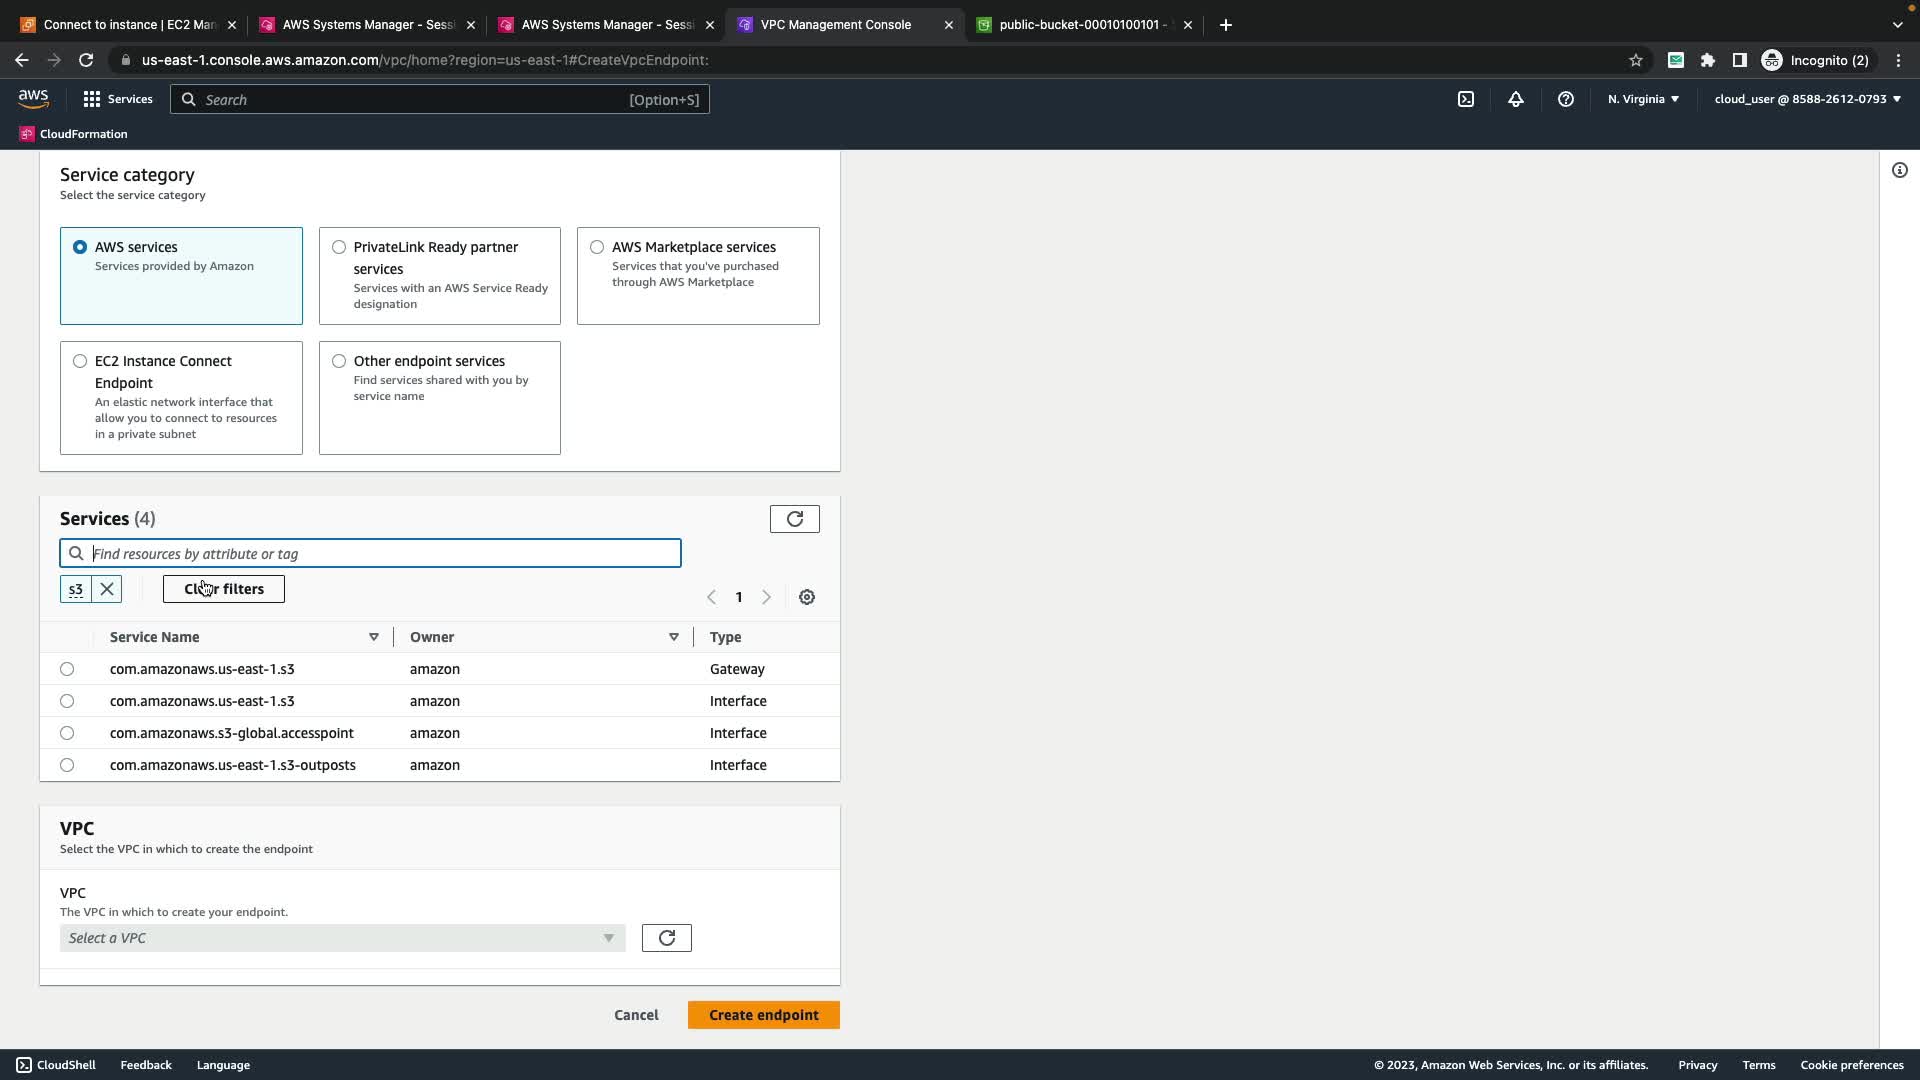 Connect to instance | EC2 Man
AWS Systems Manager - Sessi
AWS Systems Manager - Sessi
VPC Management Console
public-bucket-00010100101 -
us-east-1.console.aws.amazon.com/vpc/home?region=us-east-1#CreateVpcEndpoint:
Incognito (2)
aws
Services
Search
[Option+S]
N. Virginia
cloud_user @ 8588-2612-0793
CloudFormation
Service category
Select the service category
AWS services
Services provided by Amazon
PrivateLink Ready partner
services
Services with an AWS Service Ready
designation
AWS Marketplace services
Services that you've purchased
through AWS Marketplace
EC2 Instance Connect
Endpoint
An elastic network interface that
allow you to connect to resources
in a private subnet
Other endpoint services
Find services shared with you by
service name
Services (4)
Find resources by attribute or tag
s3
Clear filters
1
Service Name
Owner
Type
com.amazonaws.us-east-1.s3
amazon
Gateway
com.amazonaws.us-east-1.s3
amazon
Interface
com.amazonaws.s3-global.accesspoint
amazon
Interface
com.amazonaws.us-east-1.s3-outposts
amazon
Interface
VPC
Select the VPC in which to create the endpoint
VPC
The VPC in which to create your endpoint.
Select a VPC
Cancel
Create endpoint
CloudShell
Feedback
Language
© 2023, Amazon Web Services, Inc. or its affiliates.
Privacy
Terms
Cookie preferences